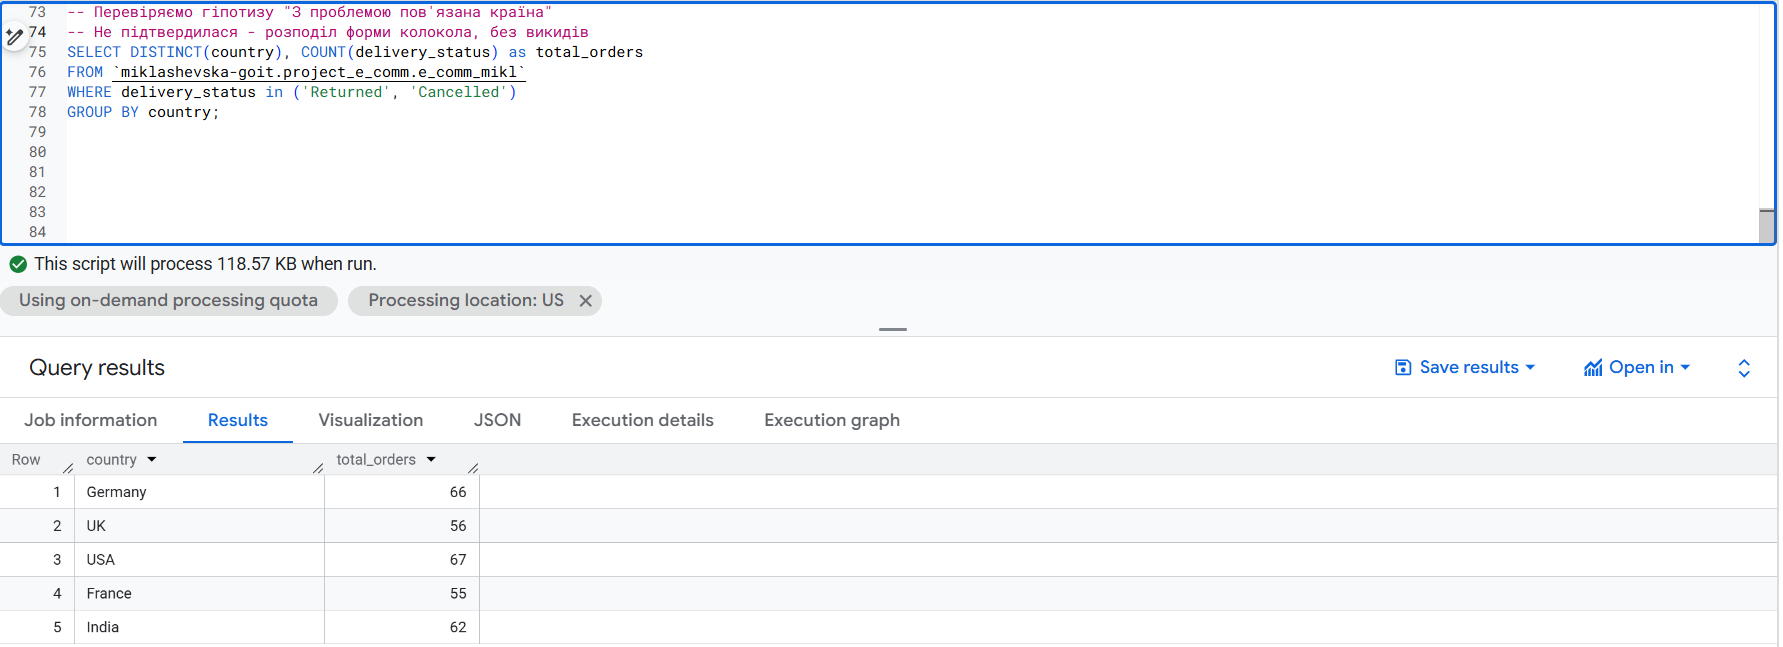 73 -- Перевіряємо гіпотизу "З проблемою пов'язана країна"
74 -- Не підтвердилася - розподіл форми колокола, без викидів
75 SELECT DISTINCT(country), COUNT(delivery_status) as total_orders
76 FROM `miklashevska-goit.project_e_comm.e_comm_mikl`
77 WHERE delivery_status in ('Returned', 'Cancelled')
78 GROUP BY country;
79
80
81
82
83
84
This script will process 118.57 KB when run.
Using on-demand processing quota Processing location: US
Query results Save results Open in
Job information Results Visualization JSON Execution details Execution graph
Row country total_orders
1 Germany 66
2 UK 56
3 USA 67
4 France 55
5 India 62